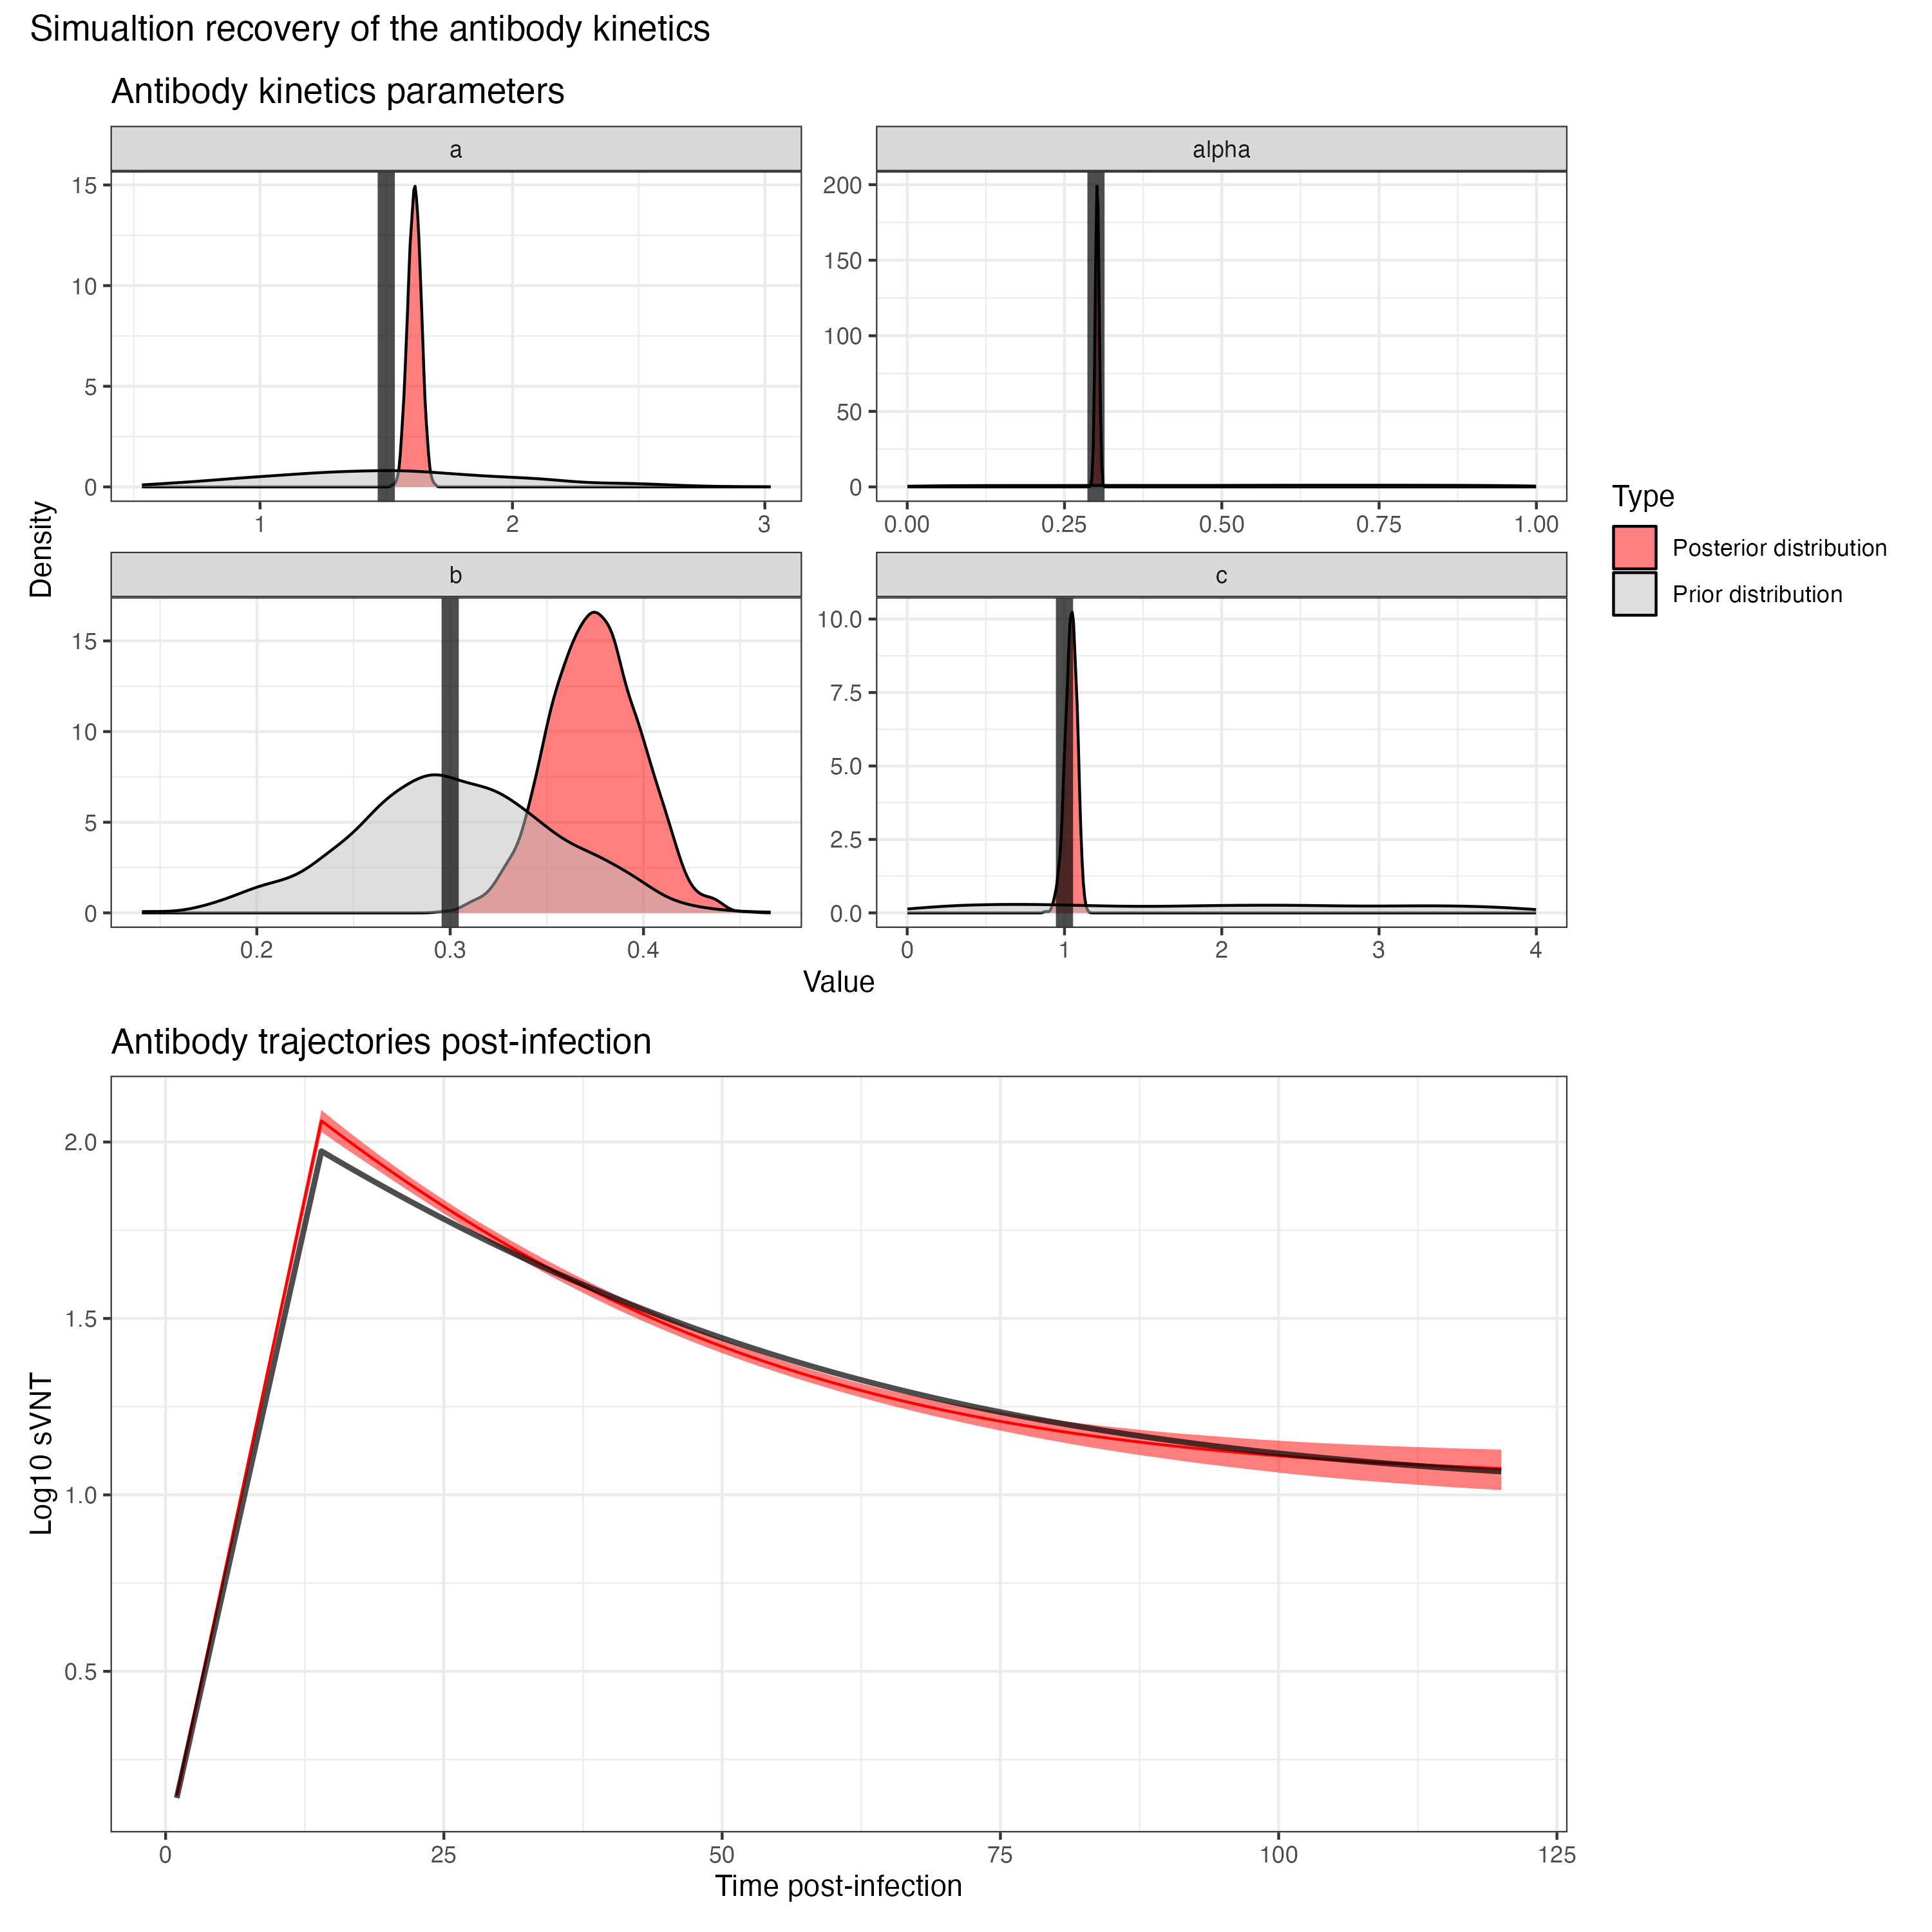 Simualtion recovery of the antibody kinetics
Antibody kinetics parameters
a
alpha
15
10
5
0
1 2 3
200
150
100
50
0
0.00 0.25 0.50 0.75 1.00
Density
b
c
15
10
5
0
0.2 0.3 0.4
10.0
7.5
5.0
2.5
0.0
0 1 2 3 4
Value
Type
Posterior distribution
Prior distribution
Antibody trajectories post-infection
Log10 sVNT
2.0
1.5
1.0
0.5
0 25 50 75 100 125
Time post-infection